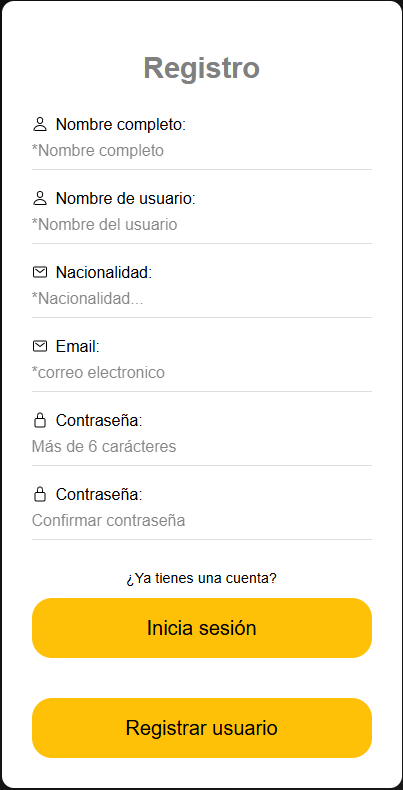 Registro
Nombre completo:
*Nombre completo
Nombre de usuario:
*Nombre del usuario
Nacionalidad:
*Nacionalidad...
Email:
*correo electronico
Contraseña:
Más de 6 carácteres
Contraseña:
Confirmar contraseña
¿Ya tienes una cuenta?
Inicia sesión
Registrar usuario